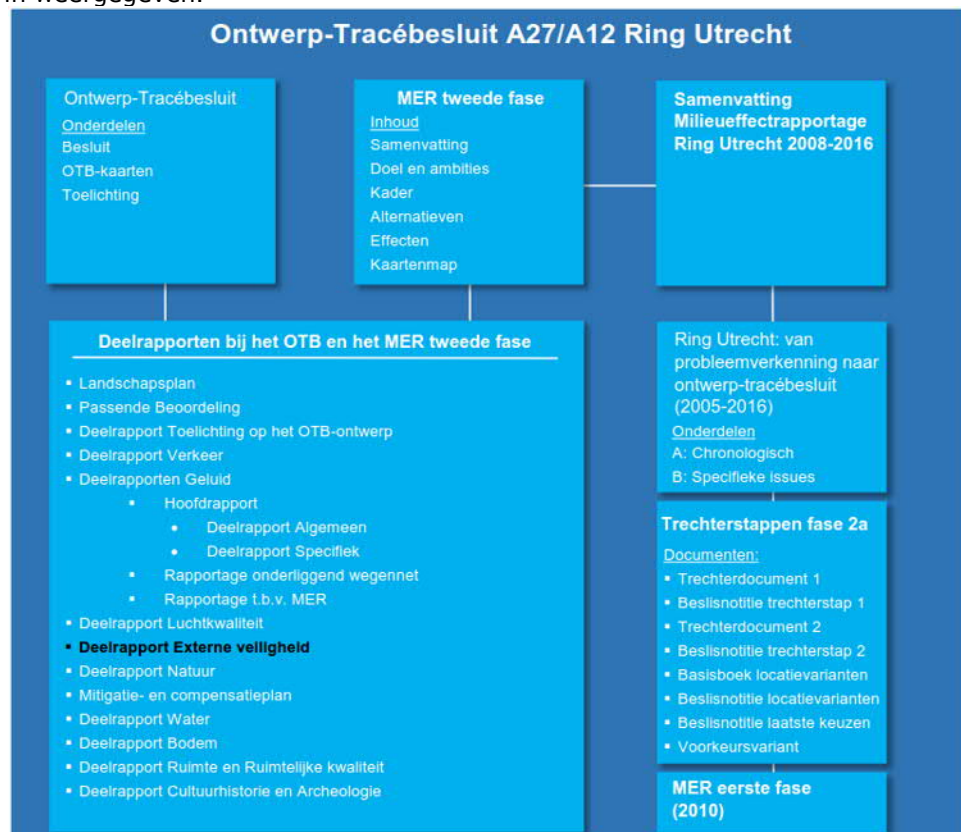 in weergegeven.
Ontwerp-Tracébesluit A27/A12 Ring Utrecht
Ontwerp-Tracébesluit
Onderdelen
Besluit
OTB-kaarten
Toelichting
MER tweede fase
Inhoud
Samenvatting
Doel en ambities
Kader
Alternatieven
Effecten
Kaartenmap
Samenvatting
Milieueffectrapportage
Ring Utrecht 2008-2016
Deelrapporten bij het OTB en het MER tweede fase
▪ Landschapsplan
▪ Passende Beoordeling
▪ Deelrapport Toelichting op het OTB-ontwerp
▪ Deelrapport Verkeer
▪ Deelrapporten Geluid
▪ Hoofdrapport
• Deelrapport Algemeen
• Deelrapport Specifiek
▪ Rapportage onderliggend wegennet
▪ Rapportage t.b.v. MER
▪ Deelrapport Luchtkwaliteit
▪ Deelrapport Externe veiligheid
▪ Deelrapport Natuur
▪ Mitigatie- en compensatieplan
▪ Deelrapport Water
▪ Deelrapport Bodem
▪ Deelrapport Ruimte en Ruimtelijke kwaliteit
▪ Deelrapport Cultuurhistorie en Archeologie
Ring Utrecht: van
probleemverkenning naar
ontwerp-tracébesluit
(2005-2016)
Onderdelen
A: Chronologisch
B: Specifieke issues
Trechterstappen fase 2a
Documenten:
▪ Trechterdocument 1
▪ Beslisnotitie trechterstap 1
▪ Trechterdocument 2
▪ Beslisnotitie trechterstap 2
▪ Basisboek locatievarianten
▪ Beslisnotitie locatievarianten
▪ Beslisnotitie laatste keuzen
▪ Voorkeursvariant
MER eerste fase
(2010)